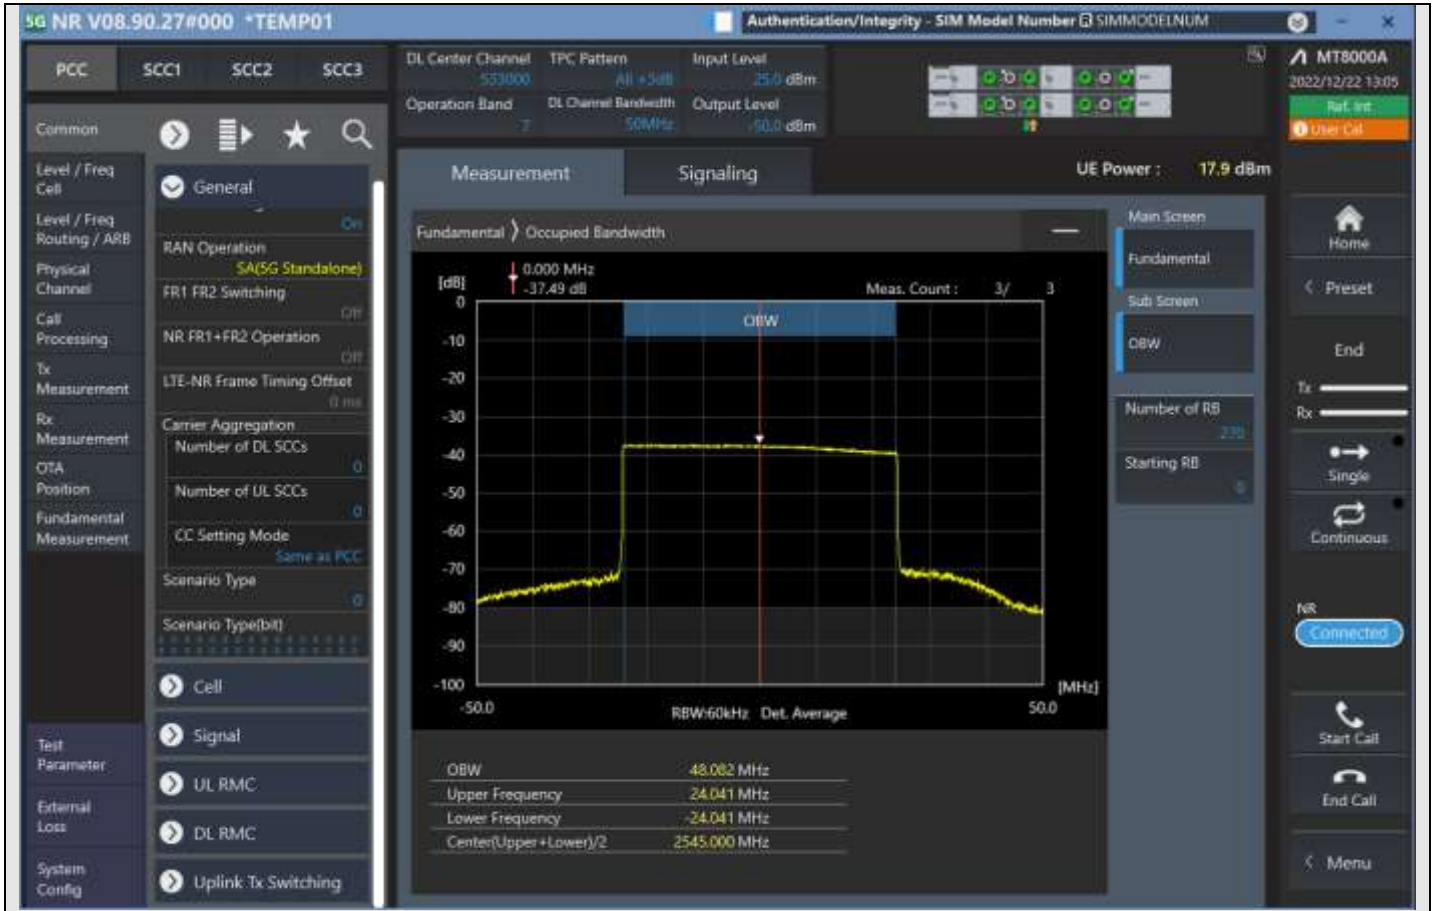 5G NR V08.90.27#000 *TEMP01
Authentication/Integrity - SIM Model Number
SIMMODELNUM
PCC SCC1 SCC2 SCC3
DL Center Channel
533000
TPC Pattern
All +3dB
Input Level
25.0 dBm
Operation Band
7
DL Channel Bandwidth
50MHz
Output Level
-50.0 dBm
MT8000A
2022/12/22 13:05
Ref. Int
User Cal
Common
Level / Freq
Cell
Level / Freq
Routing / ARB
Physical
Channel
Call
Processing
Tx
Measurement
Rx
Measurement
OTA
Position
Fundamental
Measurement
Test
Parameter
External
Loss
System
Config
General
On
RAN Operation
SA(5G Standalone)
FR1 FR2 Switching
Off
NR FR1+FR2 Operation
Off
LTE-NR Frame Timing Offset
0 ms
Carrier Aggregation
Number of DL SCCs
0
Number of UL SCCs
0
CC Setting Mode
Same as PCC
Scenario Type
0
Scenario Type(bit)
Cell
Signal
UL RMC
DL RMC
Uplink Tx Switching
Measurement Signaling
UE Power : 17.9 dBm
Fundamental Occupied Bandwidth
0.000 MHz
-37.49 dB
Meas. Count : 3/ 3
[dB]
OBW
0
-10
-20
-30
-40
-50
-60
-70
-80
-90
-100
[MHz]
-50.0
RBW:60kHz Det. Average
50.0
OBW 48.082 MHz
Upper Frequency 24.041 MHz
Lower Frequency -24.041 MHz
Center(Upper+Lower)/2 2545.000 MHz
Main Screen
Fundamental
Sub Screen
OBW
Number of RB
Starting RB
0
Home
Preset
End
Tx
Rx
Single
Continuous
NR
Connected
Start Call
End Call
Menu